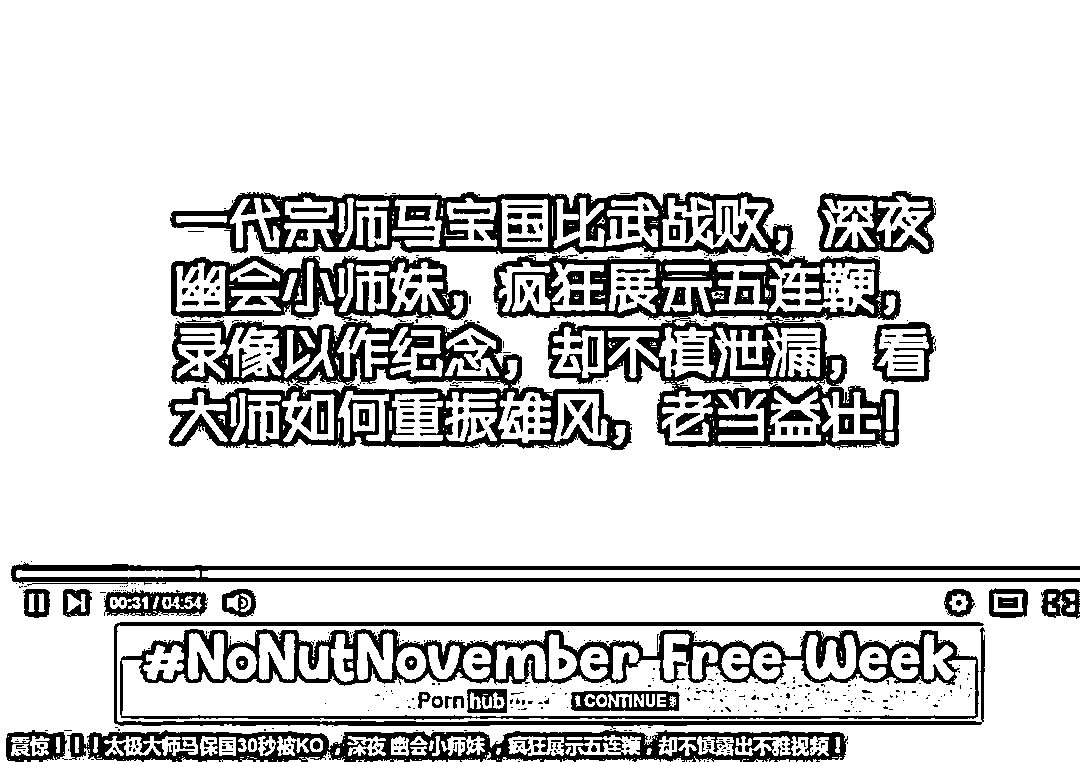 一代宗师马宝国比武战败，深夜
幽会小师妹，疯狂展示五连鞭，
录像以作纪念，却不慎泄漏，看
大师如何重振雄风，老当益壮！
00:31 / 04:54
#NoNutNovember Free Week
Pornhub CONTINUE
震惊！！！太极大师马保国30秒被KO，深夜 幽会小师妹，疯狂展示五连鞭，却不慎露出不雅视频！